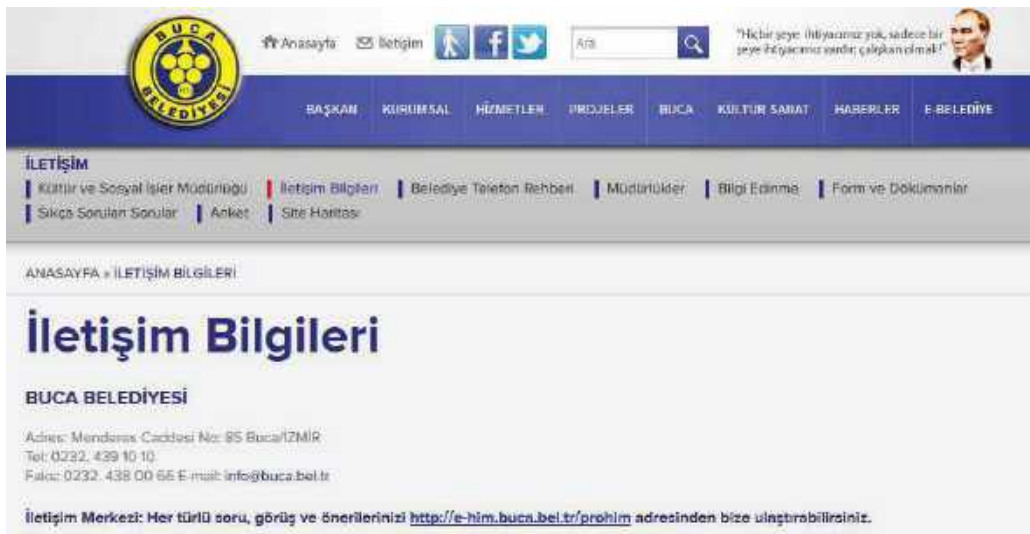 BUCA
BELEDİYESİ
Anasayfa İletişim Ara "Hiçbir şeye ihtiyacımız yok, sadece bir
şeye ihtiyacımız vardır; çalışkan olmak!"
BAŞKAN KURUMSAL HİZMETLER PROJELER BUCA KÜLTÜR SANAT HABERLER E-BELEDİYE
İLETİŞİM
Kültür ve Sosyal İşler Müdürlüğü İletişim Bilgileri Belediye Telefon Rehberi Müdürlükler Bilgi Edinme Form ve Dökümanlar
Sıkça Sorulan Sorular Anket Site Haritası
ANASAYFA » İLETİŞİM BİLGİLERİ
İletişim Bilgileri
BUCA BELEDİYESİ
Adres: Menderes Caddesi No: 85 Buca/İZMİR
Tel: 0232. 439 10 10
Faks: 0232. 438 00 66 E-mail: info@buca.bel.tr
İletişim Merkezi: Her türlü soru, görüş ve önerilerinizi http://e-him.buca.bel.tr/prohim adresinden bize ulaştırabilirsiniz.